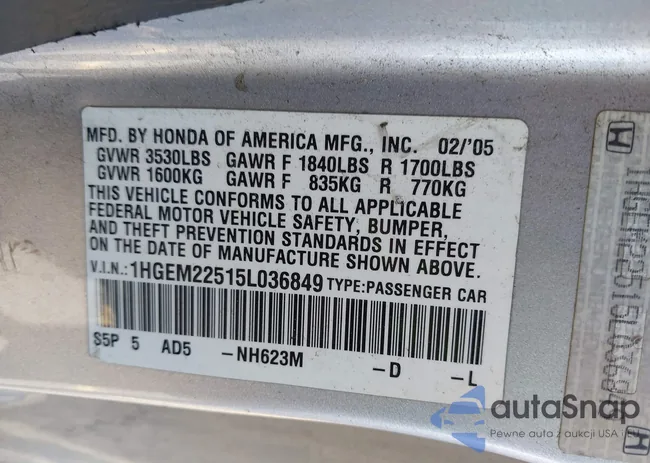 MFD. BY HONDA OF AMERICA MFG., INC. 02/'05
GVWR 3530LBS GAWR F 1840LBS R 1700LBS
GVWR 1600KG GAWR F 835KG R 770KG
THIS VEHICLE CONFORMS TO ALL APPLICABLE
FEDERAL MOTOR VEHICLE SAFETY, BUMPER,
AND THEFT PREVENTION STANDARDS IN EFFECT
ON THE DATE OF MANUFACTURE SHOWN ABOVE.
V.I.N.: 1HGEM22515L036849 TYPE:PASSENGER CAR
S5P 5 AD5 -NH623M -D -L
autoSnap
Pewne auta z aukcji USA i EU